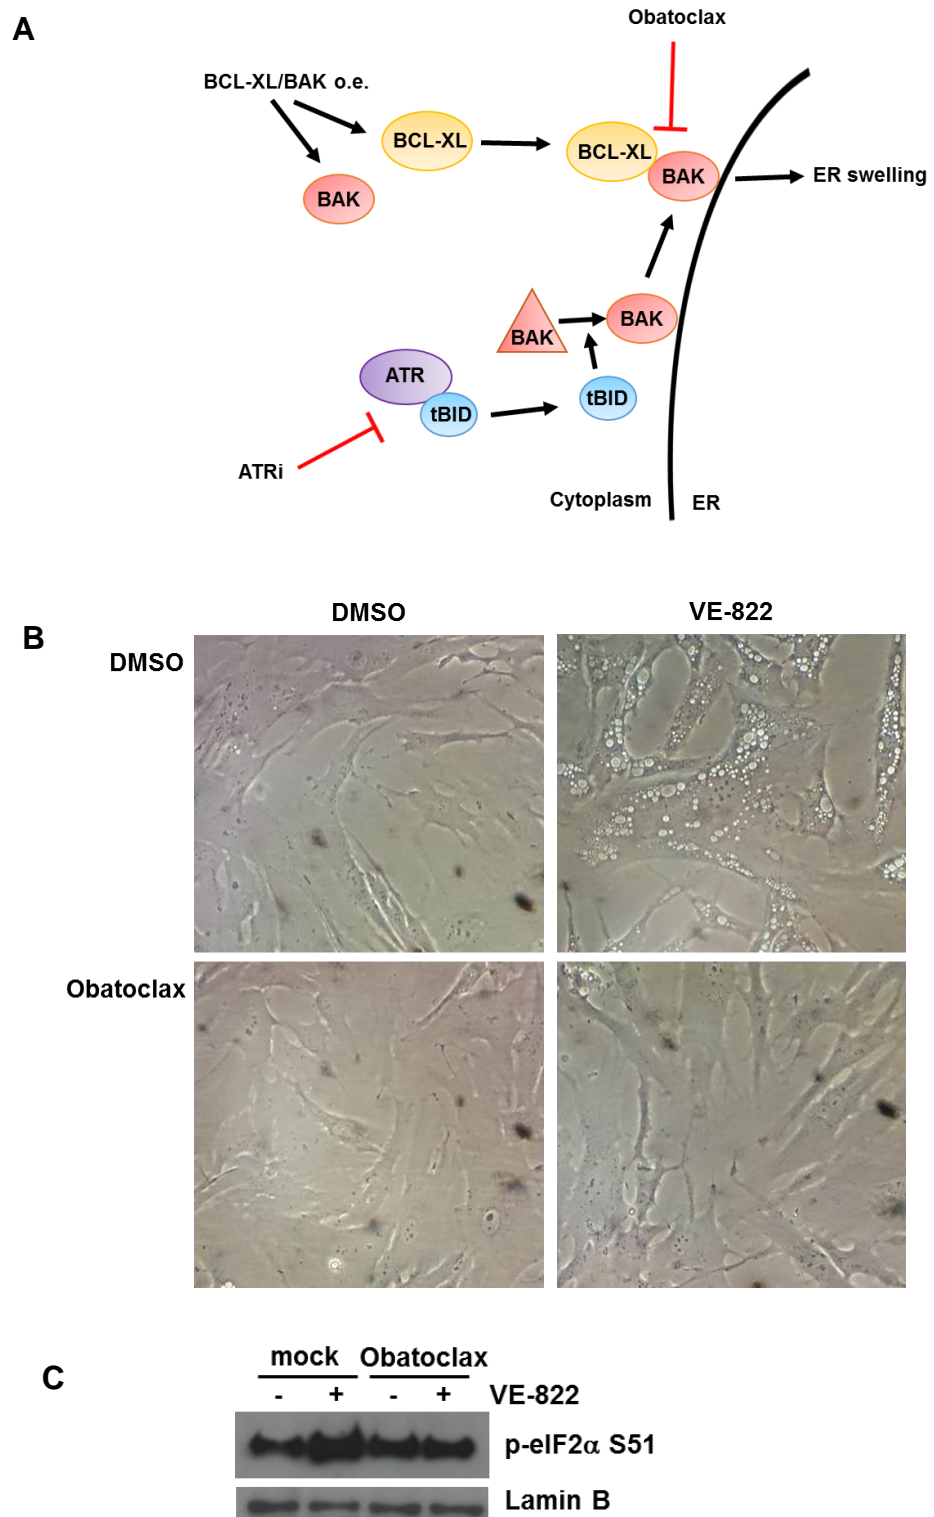 A
Obatoclax
BCL-XL/BAK o.e.
BCL-XL
BCL-XL
BAK
BAK
ER swelling
BAK
BAK
ATR
tBID
tBID
ATRi
Cytoplasm
ER
B
DMSO
VE-822
DMSO
Obatoclax
C
mock Obatoclax
- + - + VE-822
p-eIF2α S51
Lamin B